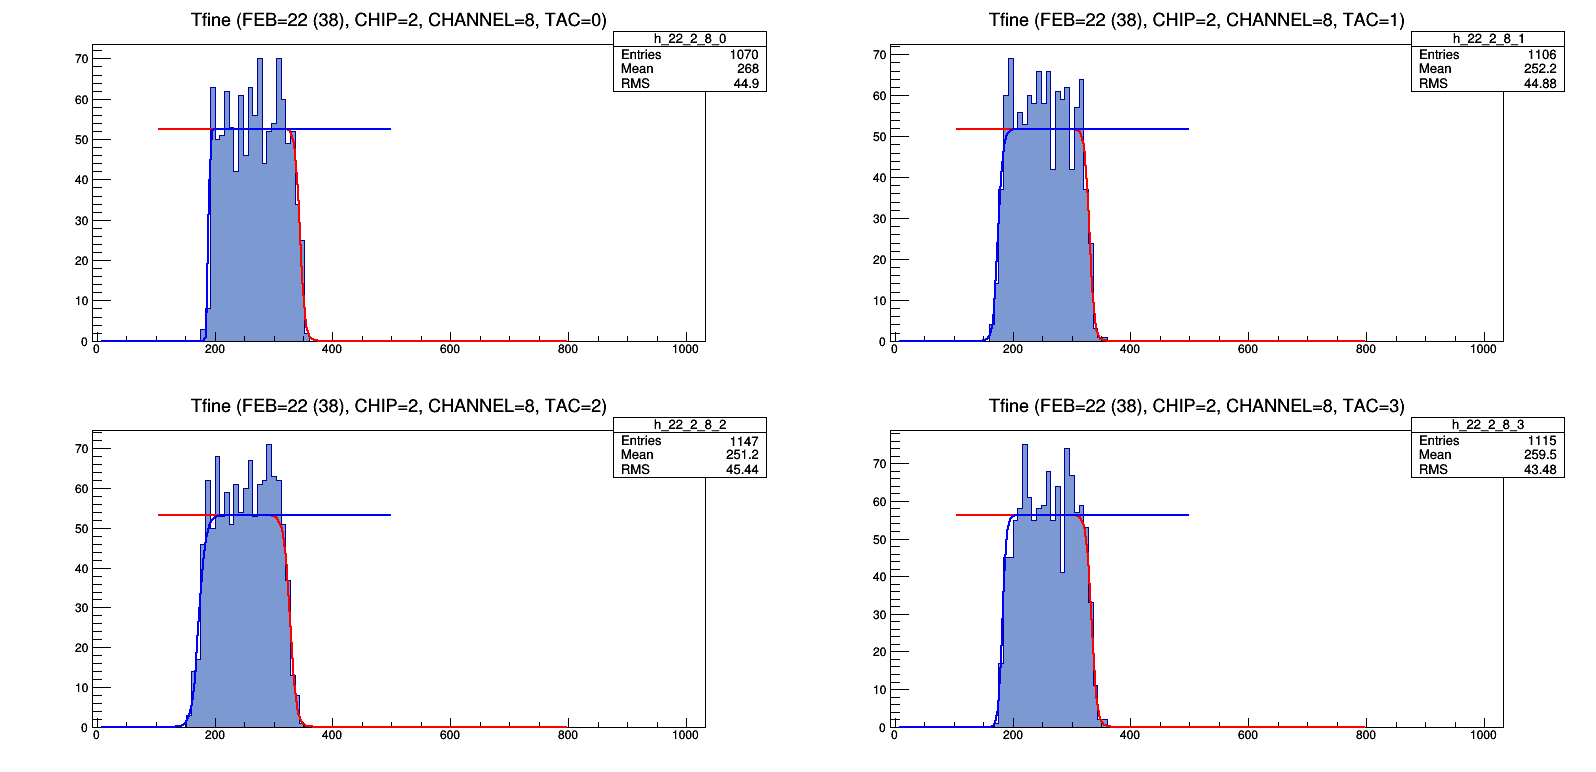 Tfine (FEB=22 (38), CHIP=2, CHANNEL=8, TAC=0)
h_22_2_8_0
Entries 1070
Mean 268
RMS 44.9
70
60
50
40
30
20
10
0
0 200 400 600 800 1000
Tfine (FEB=22 (38), CHIP=2, CHANNEL=8, TAC=1)
h_22_2_8_1
Entries 1106
Mean 252.2
RMS 44.88
70
60
50
40
30
20
10
0
0 200 400 600 800 1000
Tfine (FEB=22 (38), CHIP=2, CHANNEL=8, TAC=2)
h_22_2_8_2
Entries 1147
Mean 251.2
RMS 45.44
70
60
50
40
30
20
10
0
0 200 400 600 800 1000
Tfine (FEB=22 (38), CHIP=2, CHANNEL=8, TAC=3)
h_22_2_8_3
Entries 1115
Mean 259.5
RMS 43.48
70
60
50
40
30
20
10
0
0 200 400 600 800 1000